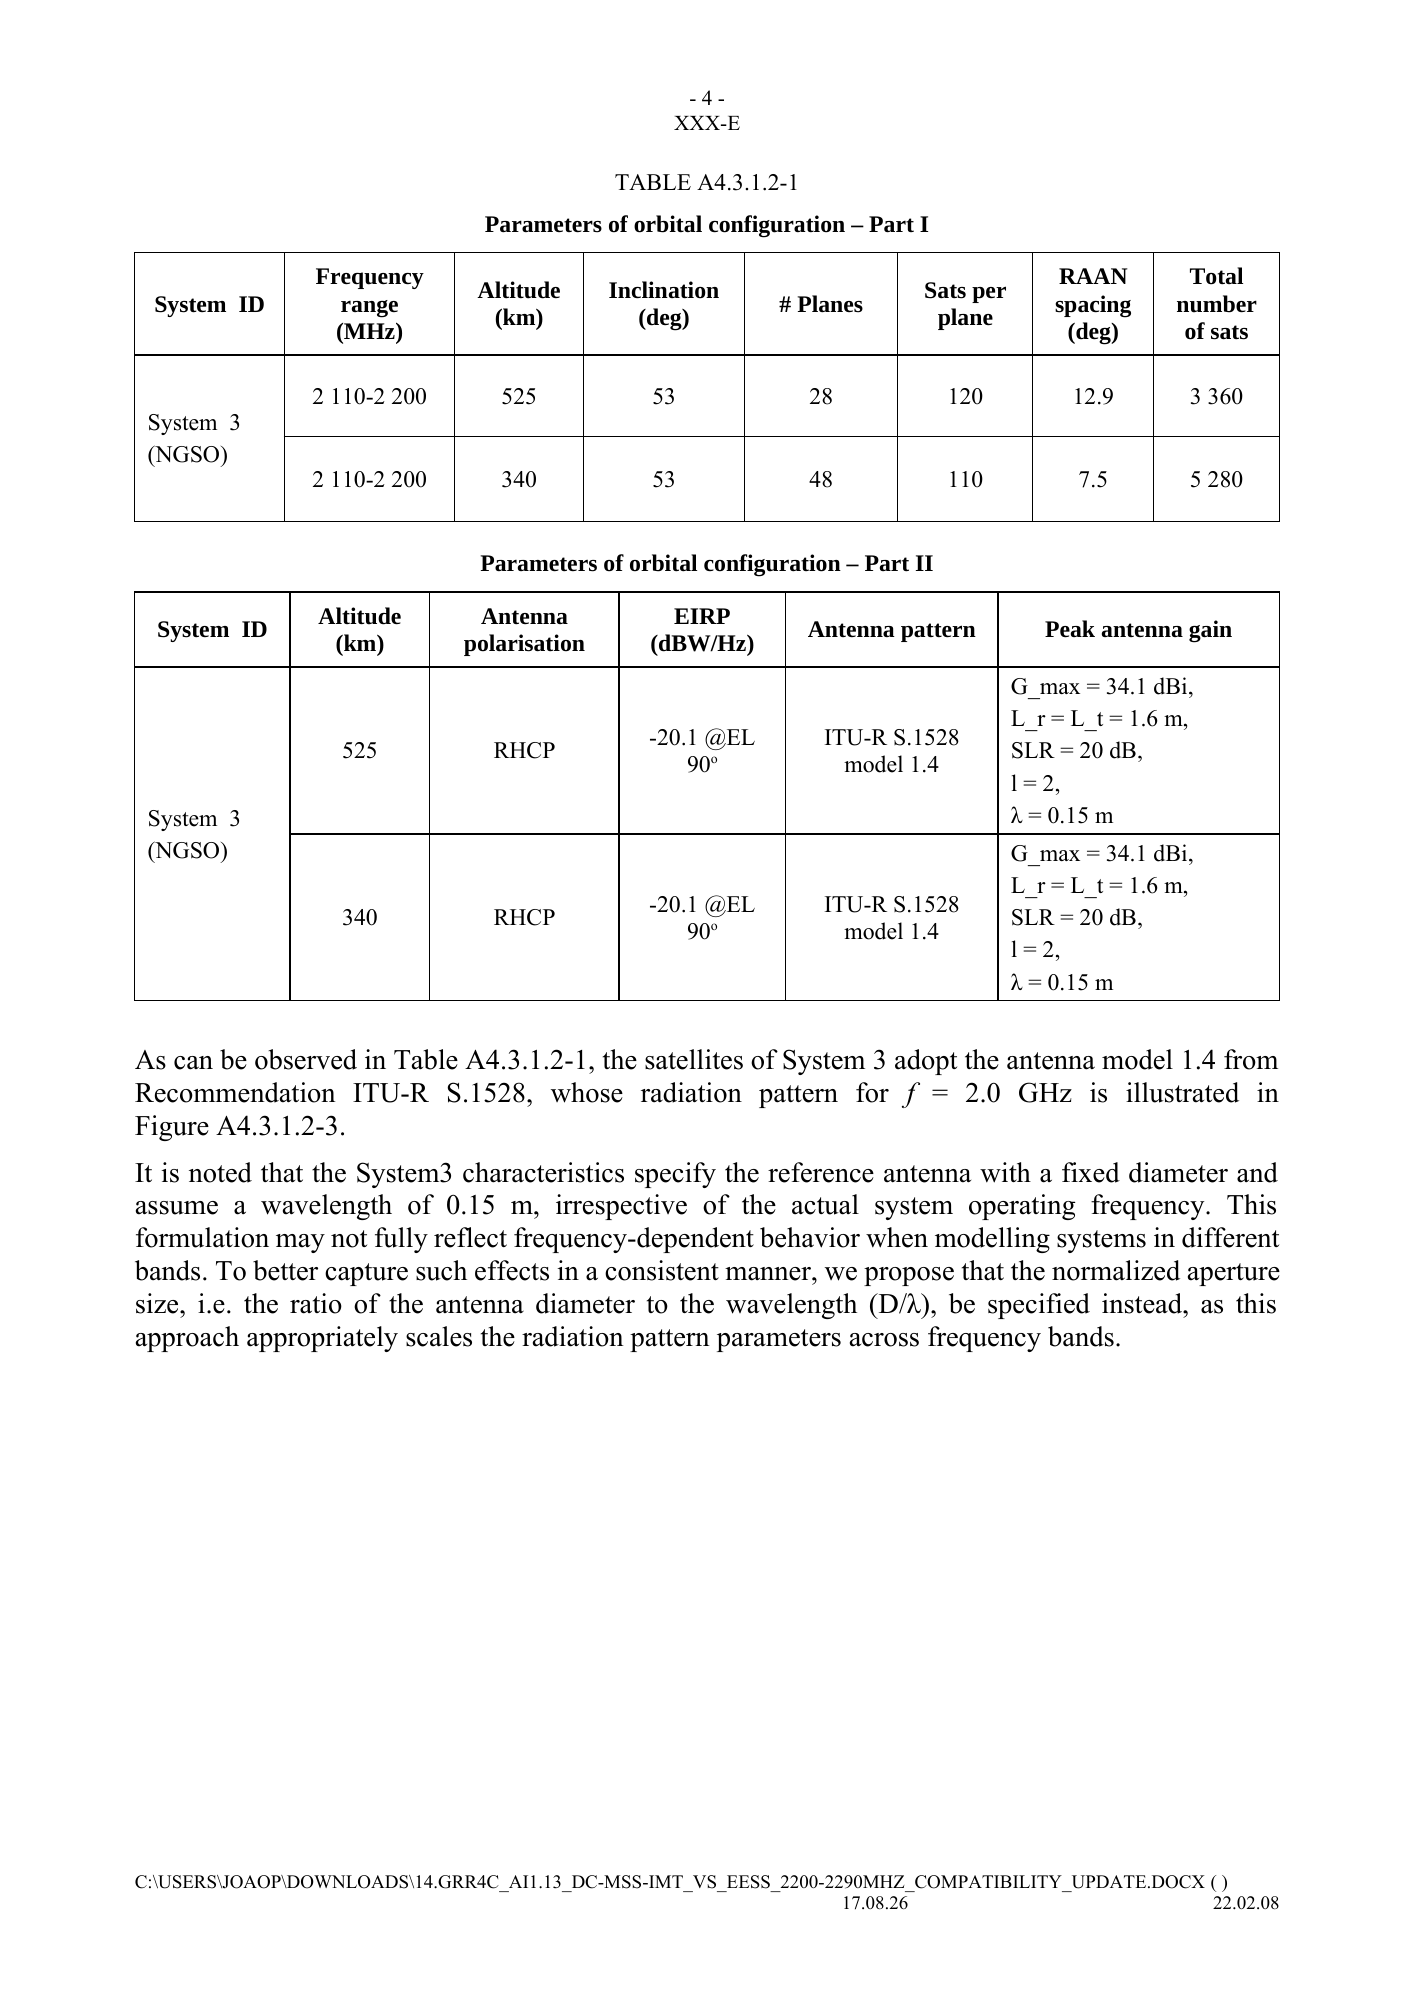 - 4 -
XXX-E
TABLE A4.3.1.2-1
Parameters of orbital configuration – Part I
System ID
Frequency
range
(MHz)
Altitude
(km)
Inclination
(deg)
# Planes
Sats per
plane
RAAN
spacing
(deg)
Total
number
of sats
System 3
(NGSO)
2 110-2 200
525
53
28
120
12.9
3 360
2 110-2 200
340
53
48
110
7.5
5 280
Parameters of orbital configuration – Part II
System ID
Altitude
(km)
Antenna
polarisation
EIRP
(dBW/Hz)
Antenna pattern
Peak antenna gain
System 3
(NGSO)
525
RHCP
-20.1 @EL
90º
ITU-R S.1528
model 1.4
G_max = 34.1 dBi,
L_r = L_t = 1.6 m,
SLR = 20 dB,
l = 2,
λ = 0.15 m
340
RHCP
-20.1 @EL
90º
ITU-R S.1528
model 1.4
G_max = 34.1 dBi,
L_r = L_t = 1.6 m,
SLR = 20 dB,
l = 2,
λ = 0.15 m
As can be observed in Table A4.3.1.2-1, the satellites of System 3 adopt the antenna model 1.4 from
Recommendation ITU-R S.1528, whose radiation pattern for f = 2.0 GHz is illustrated in
Figure A4.3.1.2-3.
It is noted that the System3 characteristics specify the reference antenna with a fixed diameter and
assume a wavelength of 0.15 m, irrespective of the actual system operating frequency. This
formulation may not fully reflect frequency-dependent behavior when modelling systems in different
bands. To better capture such effects in a consistent manner, we propose that the normalized aperture
size, i.e. the ratio of the antenna diameter to the wavelength (D/λ), be specified instead, as this
approach appropriately scales the radiation pattern parameters across frequency bands.
C:\USERS\JOAOP\DOWNLOADS\14.GRR4C_AI1.13_DC-MSS-IMT_VS_EESS_2200-2290MHZ_COMPATIBILITY_UPDATE.DOCX ( )
17.08.26 22.02.08